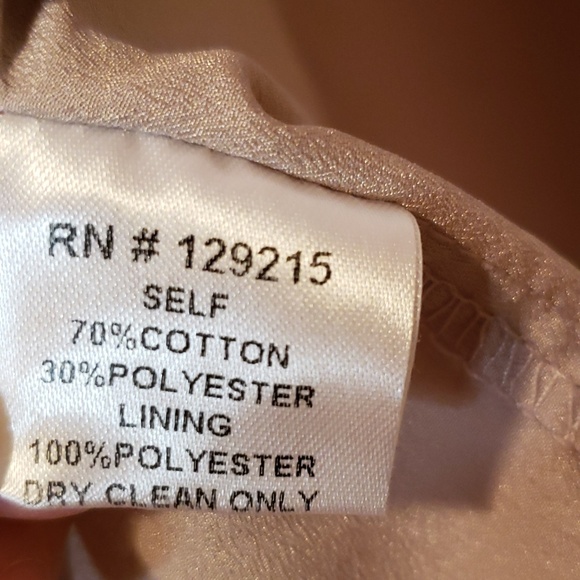 RN # 129215
SELF
70%COTTON
30%POLYESTER
LINING
100%POLYESTER
DRY CLEAN ONLY